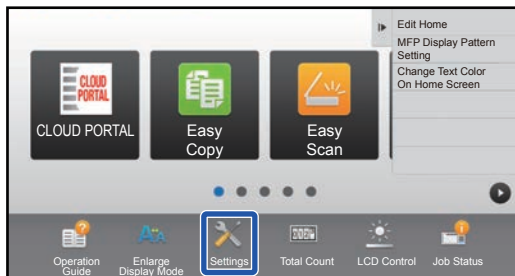 Edit Home
MFP Display Pattern
Setting
Change Text Color
On Home Screen
CLOUD
PORTAL
CLOUD PORTAL
Easy
Copy
Easy
Scan
Operation
Guide
Enlarge
Display Mode
Settings
Total Count
LCD Control
Job Status